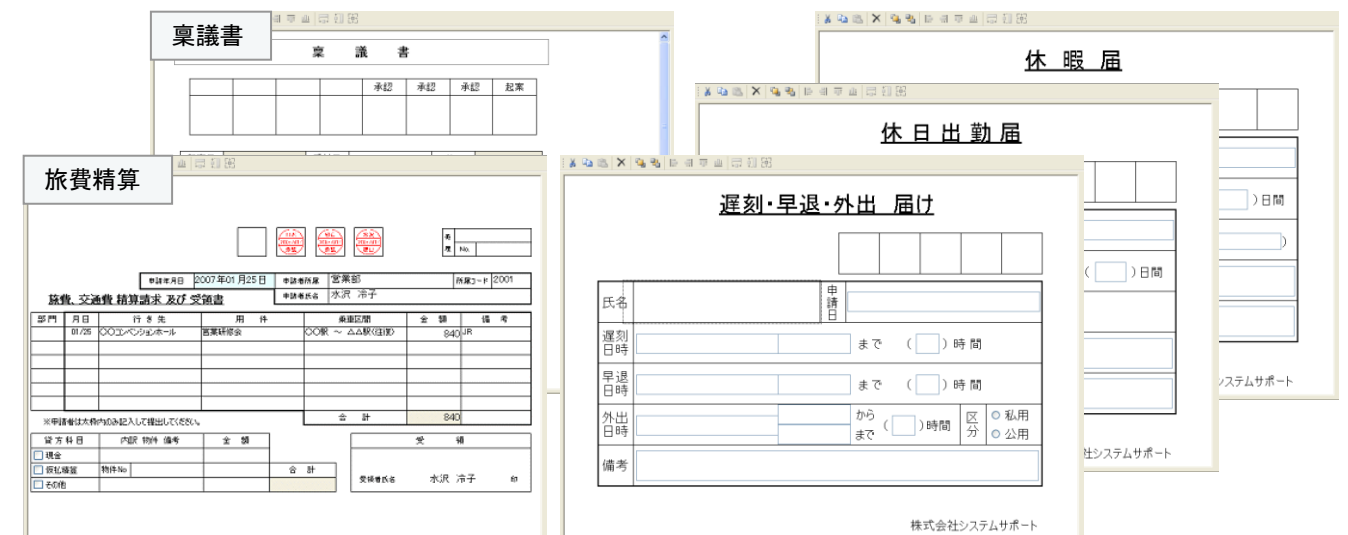 稟議書
稟 議 書
承認 承認 承認 起案
旅費精算
No.
申請年月日 2007年01月25日 申請者所属 営業部 所属コード 2001
申請者氏名 水沢 冷子
旅費、交通費 精算請求 及び 受領書
部門 月日 行き先 用 件 乗車区間 金 額 備 考
01/25 〇〇コンベンションホール 営業研修会 〇〇駅 ～ △△駅(往復) 840 JR
合 計 840
※申請者は太枠内のみ記入して提出してください。
貸方科目 内訳 物件 備考 金 額
現金
仮払精算 物件No 合 計
その他
受 領
受領者氏名 水沢 冷子 印
休 暇 届
)日間
)
システムサポート
休日出勤届
( )日間
社システムサポート
遅刻・早退・外出 届け
氏名 申請日
遅刻日時 まで ( )時間
早退日時 まで ( )時間
外出日時 から まで ( )時間 区分 私用 公用
備考
株式会社システムサポート